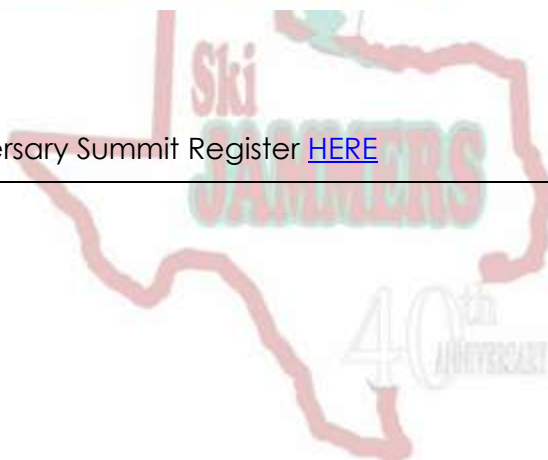 Ski
ersary Summit Register HERE
JAMMERS
40th
ANNIVERSARY